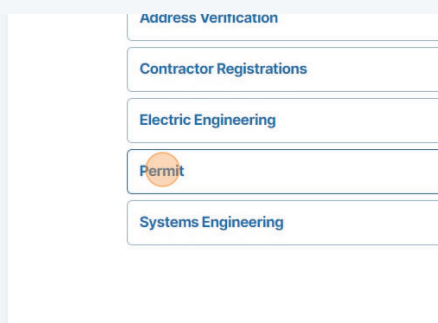 Address Verification
Contractor Registrations
Electric Engineering
Permit
Systems Engineering